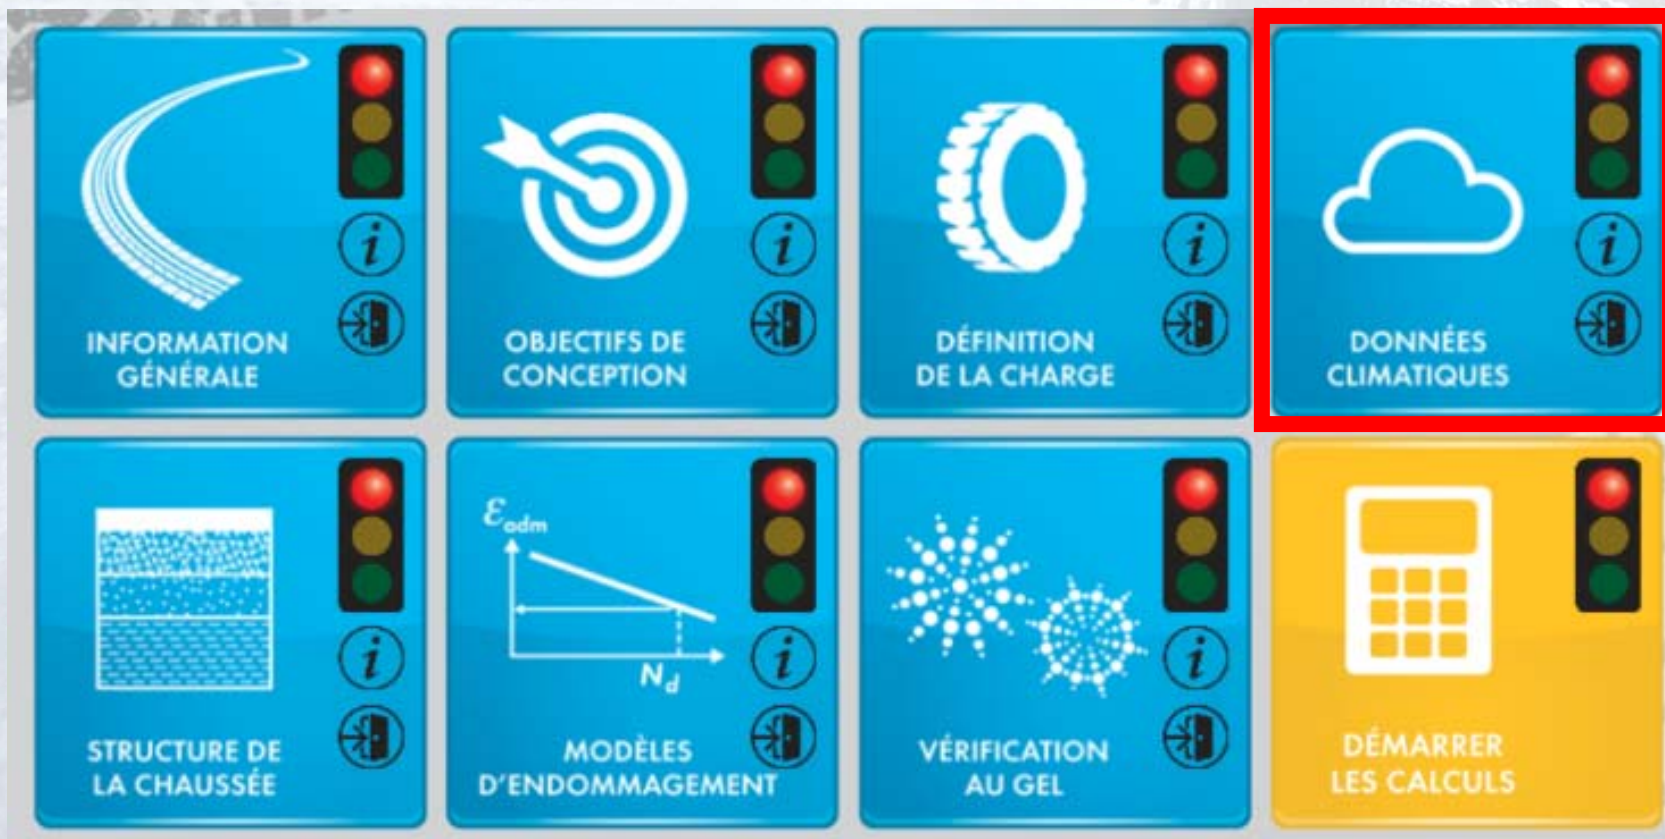 INFORMATION
GÉNÉRALE
i
OBJECTIFS DE
CONCEPTION
i
DÉFINITION
DE LA CHARGE
i
DONNÉES
CLIMATIQUES
i
STRUCTURE DE
LA CHAUSSÉE
i
Ɛadm
Nd
MODÈLES
D'ENDOMMAGEMENT
i
VÉRIFICATION
AU GEL
i
DÉMARRER
LES CALCULS